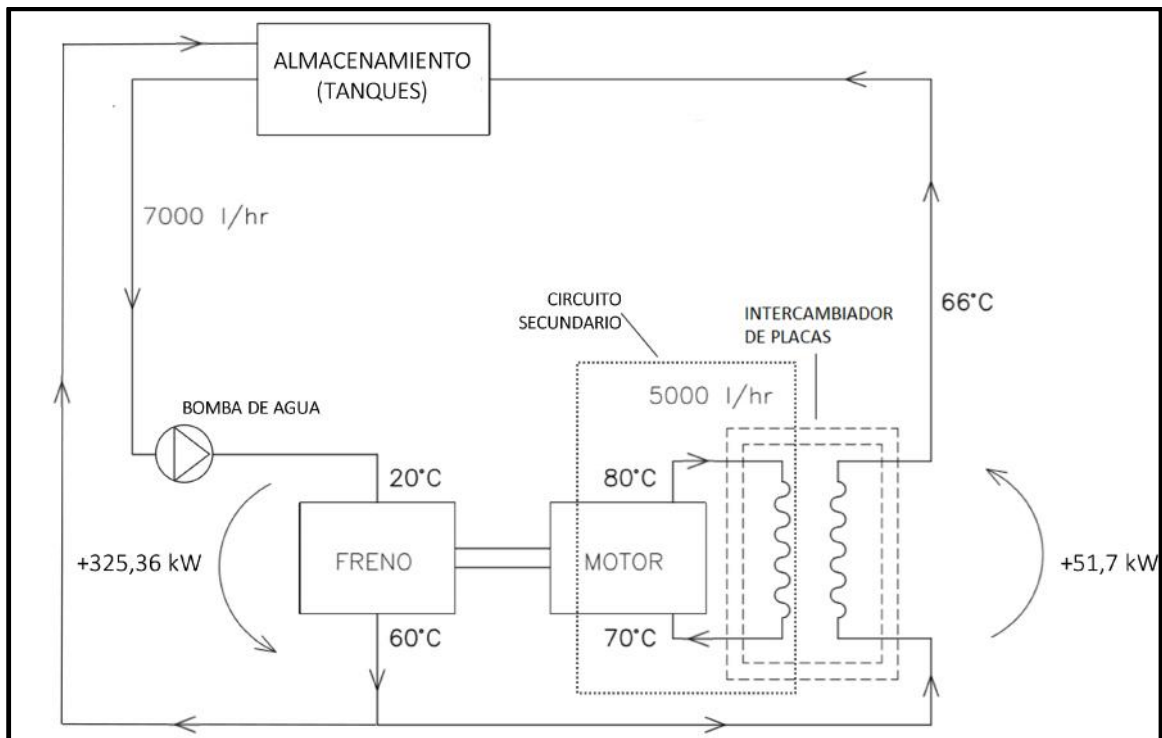 ALMACENAMIENTO
(TANQUES)
7000 l/hr
CIRCUITO
SECUNDARIO
INTERCAMBIADOR
DE PLACAS
66°C
5000 l/hr
BOMBA DE AGUA
20°C
80°C
+325,36 kW
FRENO
MOTOR
+51,7 kW
60°C
70°C